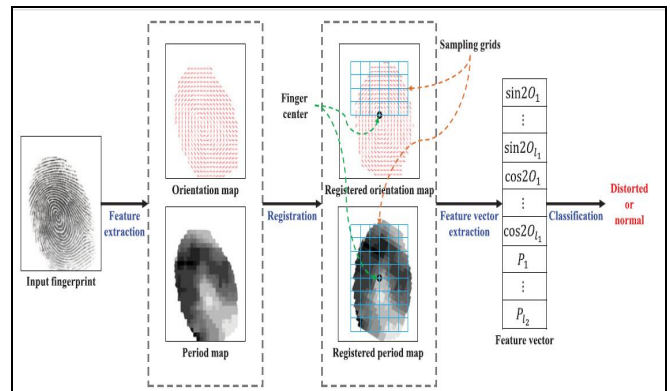 Sampling grids
Finger
center
Orientation map
Registered orientation map
Input fingerprint
Feature
extraction
Registration
Feature vector
extraction
Classification
Distorted
or
normal
Period map
Registered period map
sin2O₁
⋮
sin2Oₗ₁
cos2O₁
⋮
cos2Oₗ₁
P₁
⋮
Pₗ₂
Feature vector